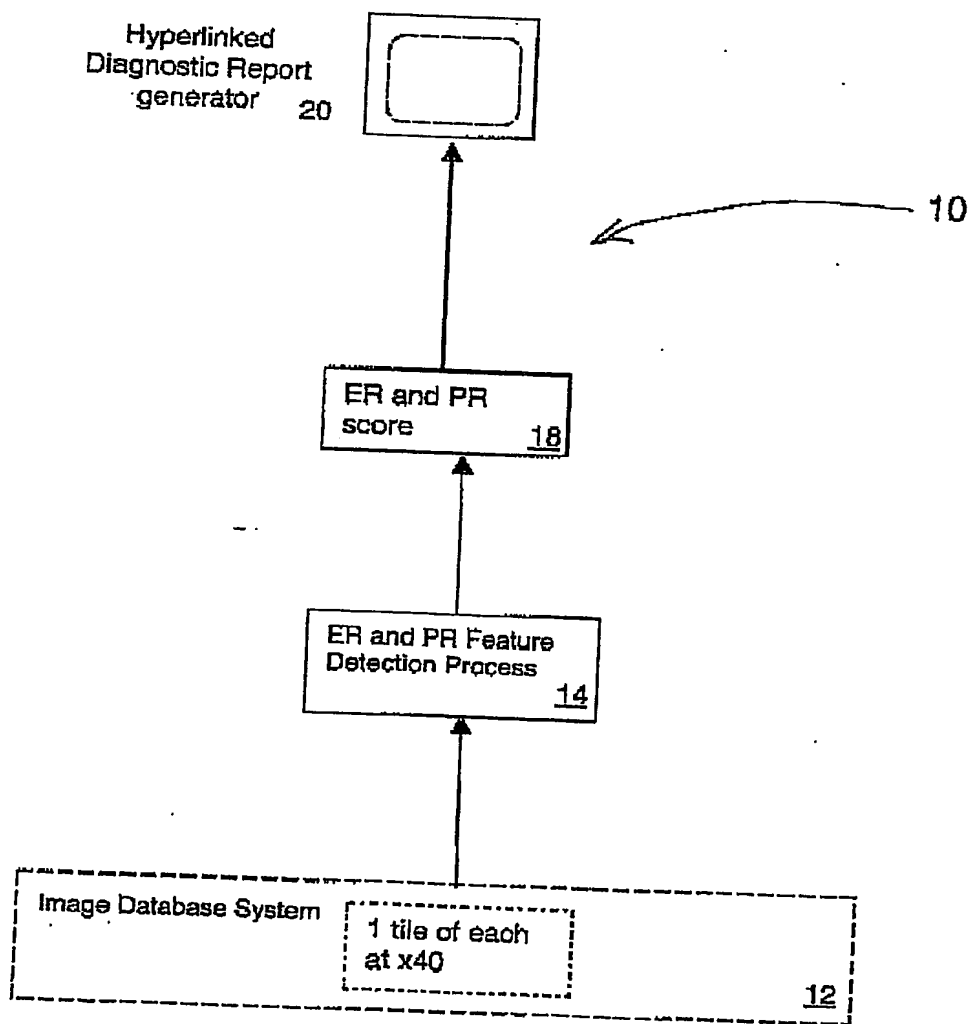 Hyperlinked
Diagnostic Report
generator 20
10
ER and PR
score 18
ER and PR Feature
Detection Process
14
Image Database System
1 tile of each
at x40
12